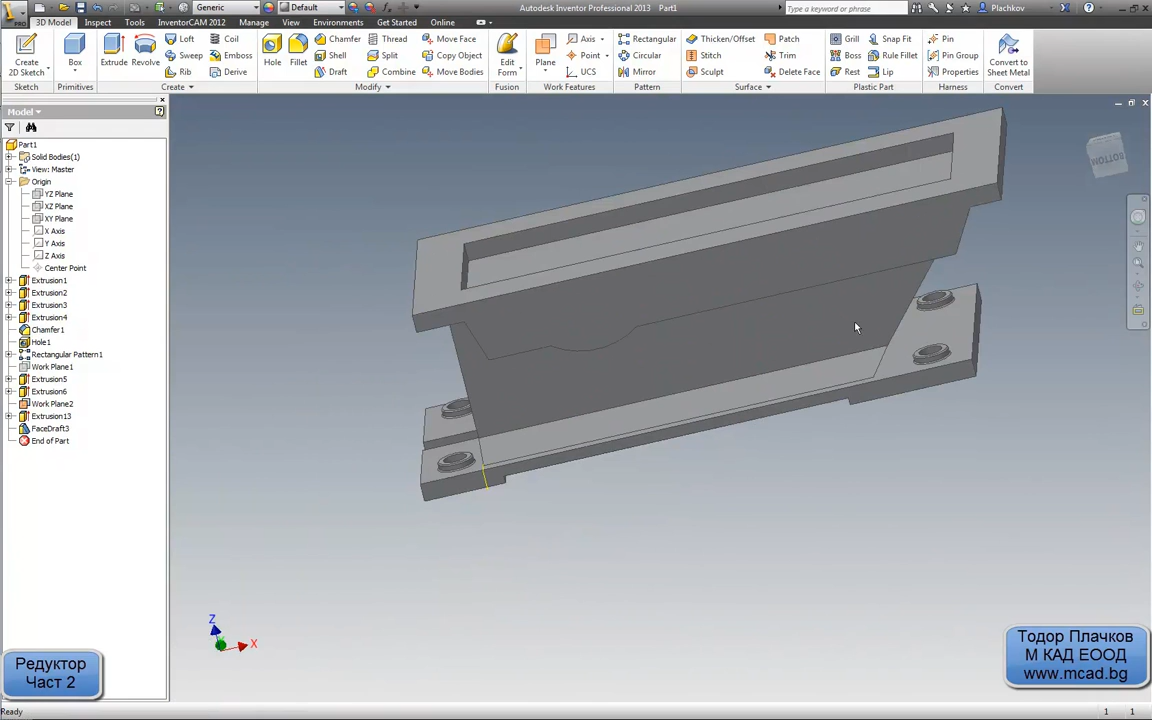 PRO
Generic
Default
Autodesk Inventor Professional 2013 Part1
Type a keyword or phrase
Plachkov
3D Model
Inspect
Tools
InventorCAM 2012
Manage
View
Environments
Get Started
Online
Create
2D Sketch
Sketch
Box
Primitives
Extrude
Revolve
Loft
Sweep
Rib
Coil
Emboss
Derive
Create
Hole
Fillet
Chamfer
Shell
Draft
Thread
Split
Combine
Move Face
Copy Object
Move Bodies
Modify
Edit
Form
Fusion
Plane
Axis
Point
UCS
Work Features
Rectangular
Circular
Mirror
Pattern
Thicken/Offset
Stitch
Sculpt
Patch
Trim
Delete Face
Surface
Grill
Boss
Rest
Snap Fit
Rule Fillet
Lip
Plastic Part
Pin
Pin Group
Properties
Harness
Convert to
Sheet Metal
Convert
Model
Part1
Solid Bodies(1)
View: Master
Origin
YZ Plane
XZ Plane
XY Plane
X Axis
Y Axis
Z Axis
Center Point
Extrusion1
Extrusion2
Extrusion3
Extrusion4
Chamfer1
Hole1
Rectangular Pattern1
Work Plane1
Extrusion5
Extrusion6
Work Plane2
Extrusion13
FaceDraft3
End of Part
BOTTOM
Z
X
Редуктор
Част 2
Тодор Плачков
М КАД ЕООД
www.mcad.bg
Ready
1 1